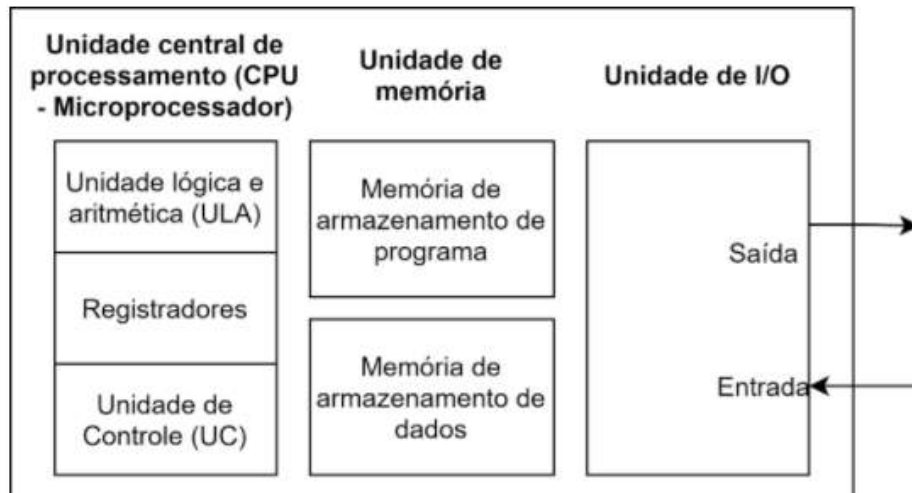 Unidade central de
processamento (CPU
- Microprocessador)
Unidade lógica e
aritmética (ULA)
Registradores
Unidade de
Controle (UC)
Unidade de
memória
Memória de
armazenamento de
programa
Memória de
armazenamento de
dados
Unidade de I/O
Saída
Entrada